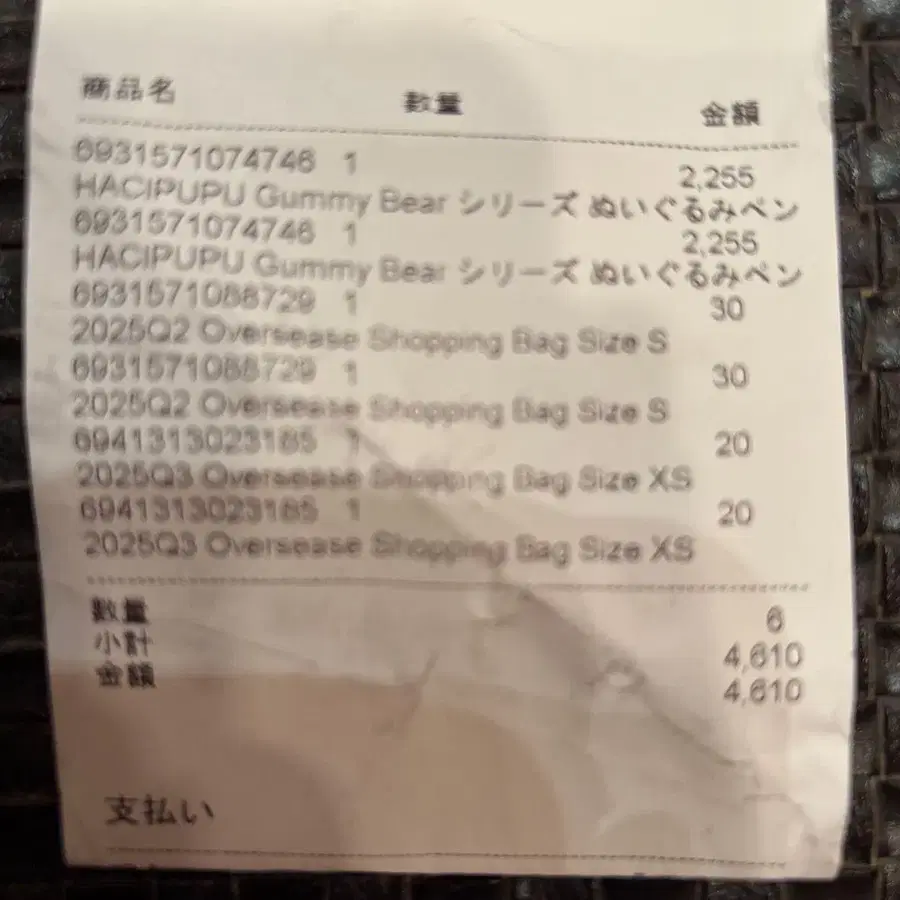 商品名 数量 金額
6931571074746 1 2,255
HACIPUPU Gummy Bear シリーズ ぬいぐるみペン
6931571074746 1 2,255
HACIPUPU Gummy Bear シリーズ ぬいぐるみペン
6931571088729 1 30
2025Q2 Oversease Shopping Bag Size S
6931571088729 1 30
2025Q2 Oversease Shopping Bag Size S
6941313023185 1 20
2025Q3 Oversease Shopping Bag Size XS
6941313023185 1 20
2025Q3 Oversease Shopping Bag Size XS
数量 6
小計 4,610
金額 4,610
支払い